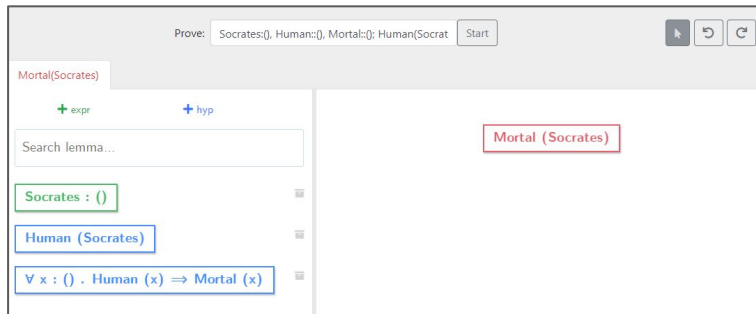 Prove: Socrates:(), Human::(), Mortal::(); Human(Socrat Start
Mortal(Socrates)
+ expr + hyp
Search lemma...
Socrates : ()
Human (Socrates)
∀ x : () . Human (x) ⟹ Mortal (x)
Mortal (Socrates)